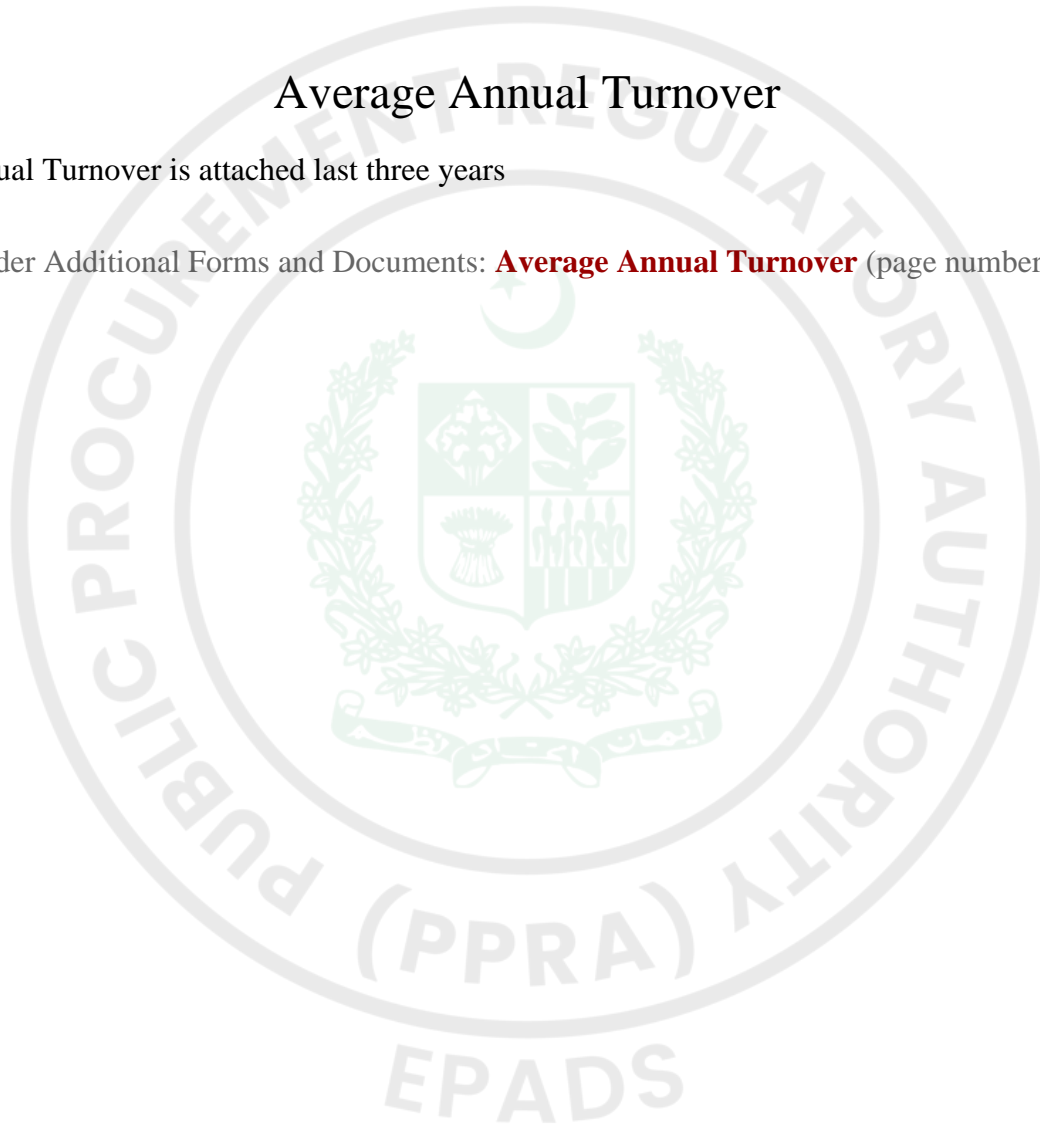 Average Annual Turnover
ual Turnover is attached last three years
der Additional Forms and Documents: Average Annual Turnover (page number
PUBLIC PROCUREMENT REGULATORY AUTHORITY
(PPRA)
EPADS